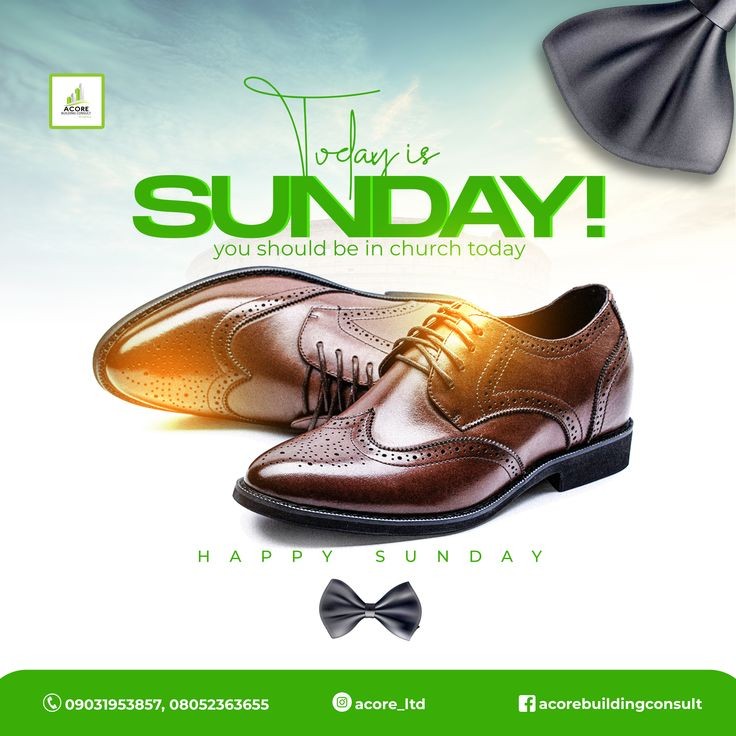 ACORE
BUILDING CONSULT
Today is
SUNDAY!
you should be in church today
HAPPY SUNDAY
09031953857, 08052363655
acore_ltd
acorebuildingconsult